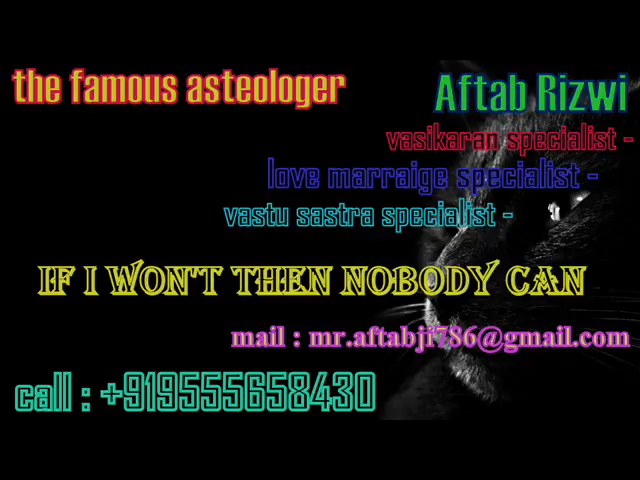 the famous asteologer
Aftab Rizwi
vasikaran specialist -
love marraige specialist -
vastu sastra specialist -
IF I WON'T THEN NOBODY CAN
mail : mr.aftabji786@gmail.com
call : +919555658430